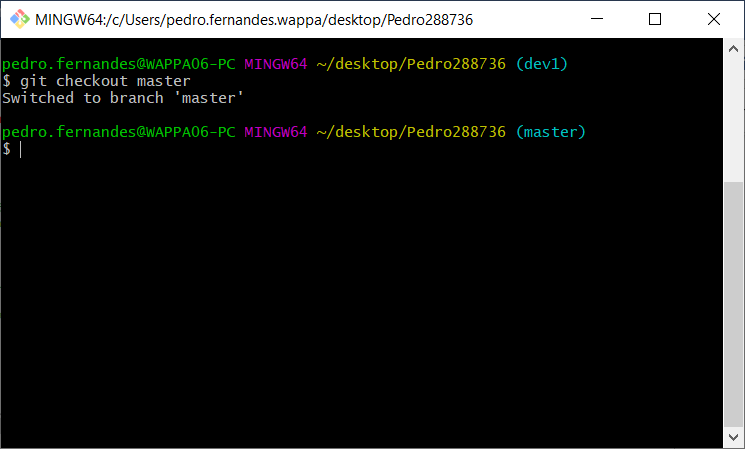 MINGW64:/c/Users/pedro.fernandes.wappa/desktop/Pedro288736
pedro.fernandes@WAPPA06-PC MINGW64 ~/desktop/Pedro288736 (dev1)
$ git checkout master
Switched to branch 'master'
pedro.fernandes@WAPPA06-PC MINGW64 ~/desktop/Pedro288736 (master)
$